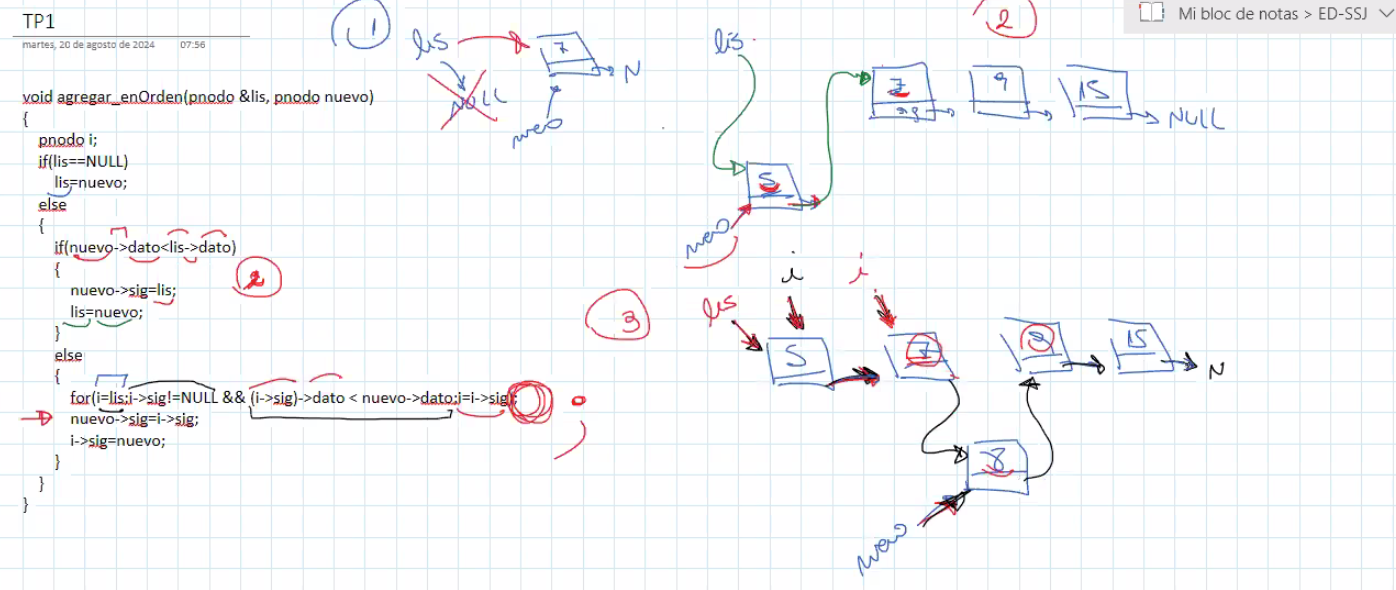 TP1
martes, 20 de agosto de 2024 07:56
Mi bloc de notas > ED-SSJ
void agregar_enOrden(pnodo &lis, pnodo nuevo)
{
pnodo i;
if(lis==NULL)
lis=nuevo;
else
{
if(nuevo->dato<lis->dato)
{
nuevo->sig=lis;
lis=nuevo;
}
else
{
for(i=lis;i->sig!=NULL && (i->sig)->dato < nuevo->dato;i=i->sig);
nuevo->sig=i->sig;
i->sig=nuevo;
}
}
}
1
lis
7
N
NULL
nuevo
2
lis
7 9 15
NULL
5
nuevo
2
3
lis
i i
5 7 9 15
N
8
nuevo
;